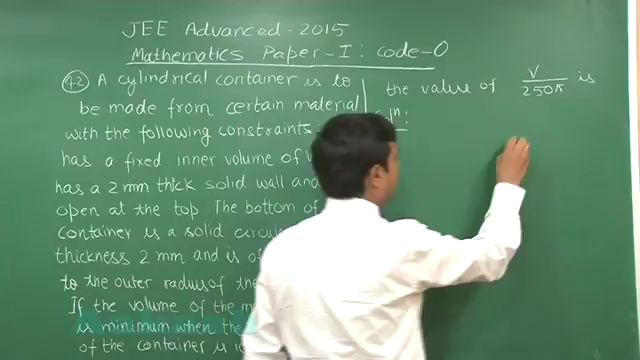 JEE Advanced - 2015
Mathematics Paper - I : code - 0
42 A cylindrical container is to
be made from certain material
with the following constraints
has a fixed inner volume of V
has a 2 mm thick solid wall and
open at the top. The bottom of
container is a solid
thickness 2 mm and is of
to the outer radius of the
If the volume of the
is minimum when the
of the container is
the value of V/250π is